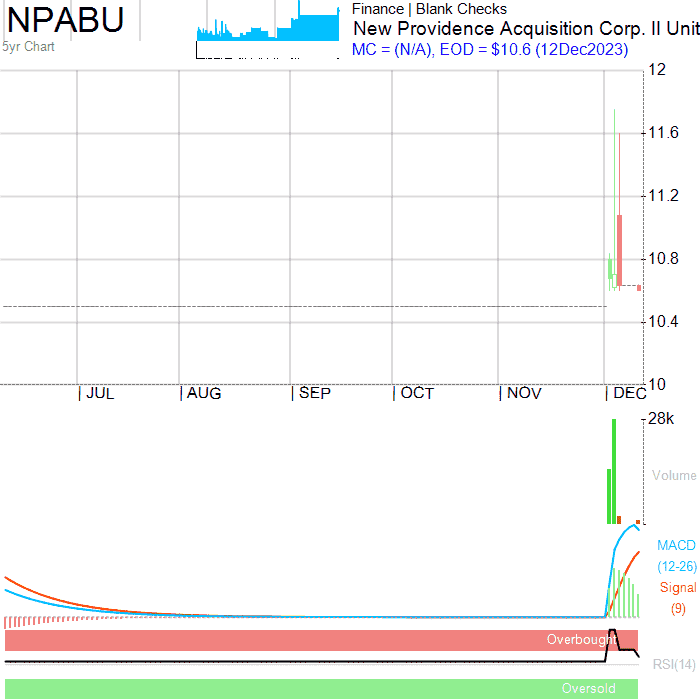 NPABU
5yr Chart
Finance | Blank Checks
New Providence Acquisition Corp. II Unit
MC = (N/A), EOD = $10.6 (12Dec2023)
12
11.6
11.2
10.8
10.4
10
JUL
AUG
SEP
OCT
NOV
DEC
28k
Volume
MACD
(12-26)
Signal
(9)
Overbought
RSI(14)
Oversold